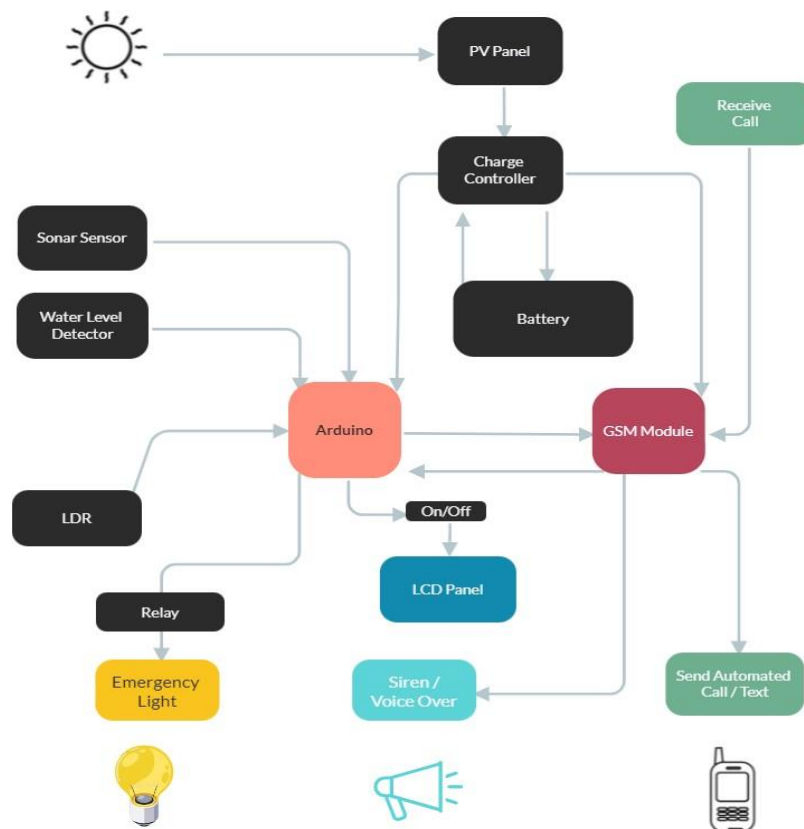 PV Panel
Receive
Call
Charge
Controller
Sonar Sensor
Water Level
Detector
Battery
Arduino
GSM Module
LDR
On/Off
LCD Panel
Relay
Emergency
Light
Siren /
Voice Over
Send Automated
Call / Text